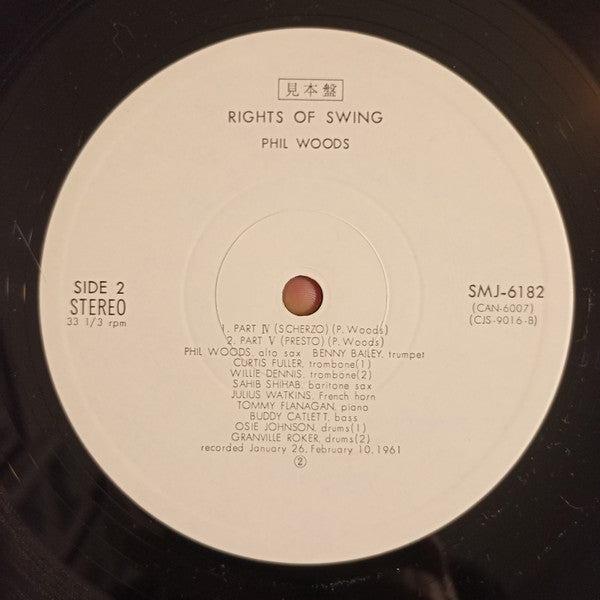 見本盤
RIGHTS OF SWING
PHIL WOODS
SIDE 2
STEREO
33 1/3 rpm
SMJ-6182
(CAN-6007)
(CJS-9016-B)
1. PART Ⅳ (SCHERZO) (P. Woods)
2. PART Ⅴ (PRESTO) (P. Woods)
PHIL WOODS, alto sax BENNY BAILEY, trumpet
CURTIS FULLER, trombone(1)
WILLIE DENNIS, trombone(2)
SAHIB SHIHAB, baritone sax
JULIUS WATKINS, French horn
TOMMY FLANAGAN, piano
BUDDY CATLETT, bass
OSIE JOHNSON, drums(1)
GRANVILLE ROKER, drums(2)
recorded January 26, February 10, 1961
②